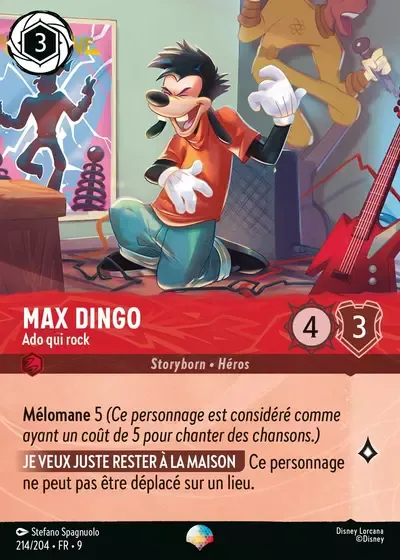 3
MAX DINGO
Ado qui rock
4
3
Storyborn • Héros
Mélomane 5 (Ce personnage est considéré comme
ayant un coût de 5 pour chanter des chansons.)
JE VEUX JUSTE RESTER À LA MAISON Ce personnage
ne peut pas être déplacé sur un lieu.
Stefano Spagnuolo
214/204 • FR • 9
Disney Lorcana
©Disney